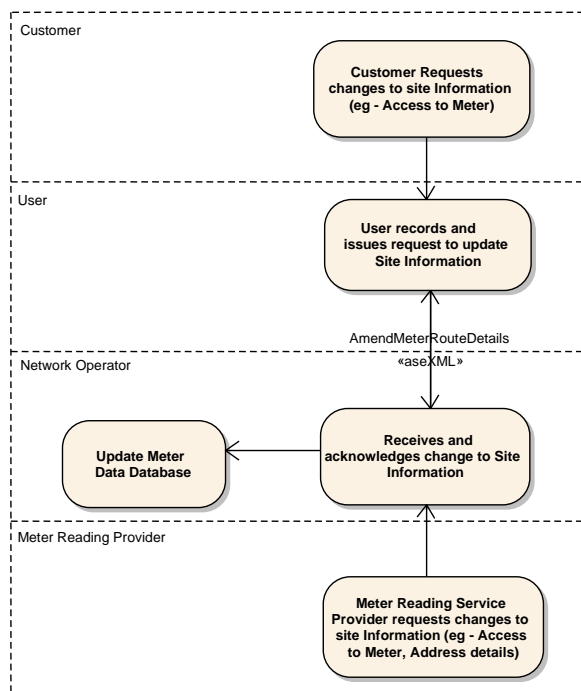 Customer
Customer Requests
changes to site Information
(eg - Access to Meter)
User
User records and
issues request to update
Site Information
AmendMeterRouteDetails
«aseXML»
Network Operator
Update Meter
Data Database
Receives and
acknowledges change to Site
Information
Meter Reading Provider
Meter Reading Service
Provider requests changes to
site Information (eg - Access
to Meter, Address details)